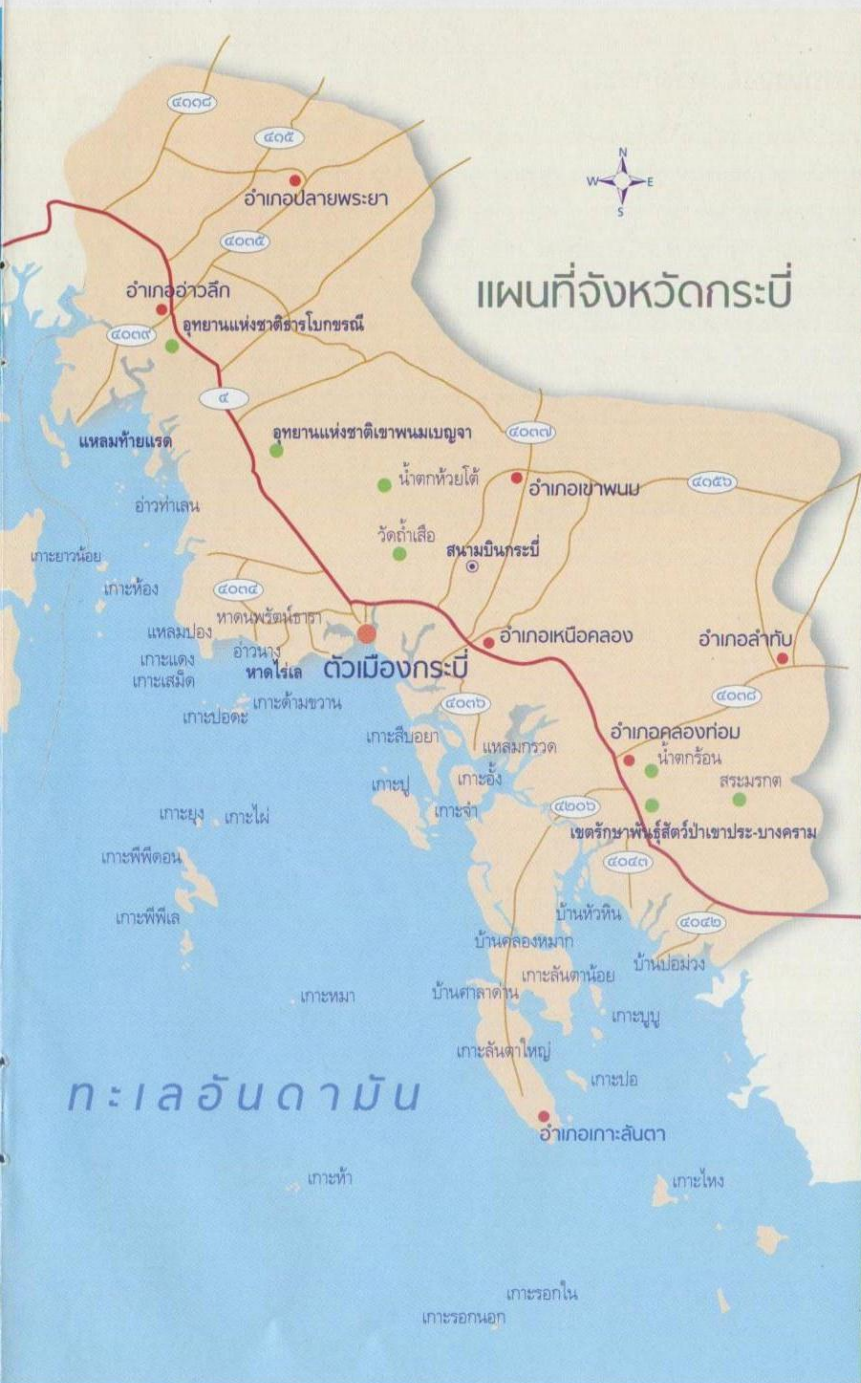 ๔๑๑๘
๔๑๕
N
W E
S
อำเภอปลายพระยา
๔๐๓๕
แผนที่จังหวัดกระบี่
อำเภออ่าวลึก
อุทยานแห่งชาติธารโบกขรณี
๔๐๓๙
๔
แหลมท้ายแรด
อุทยานแห่งชาติเขาพนมเบญจา
๔๐๓๗
น้ำตกห้วยโต้
อำเภอเขาพนม
๔๑๕๖
อ่าวท่าเลน
วัดถ้ำเสือ
สนามบินกระบี่
เกาะยาวน้อย
เกาะห้อง
๔๐๓๔
หาดนพรัตน์ธารา
แหลมปอง
อำเภอเหนือคลอง
อำเภอลำทับ
เกาะแดง
อ่าวนาง
หาดไร่เล
ตัวเมืองกระบี่
เกาะเสม็ด
๔๐๓๘
เกาะปอดะ
เกาะด้ามขวาน
๔๐๓๖
เกาะสีบอยา
แหลมกรวด
อำเภอคลองท่อม
น้ำตกร้อน
เกาะปู
เกาะอั้ง
สระมรกต
เกาะยุง
เกาะไผ่
เกาะจำ
๔๒๐๖
เขตรักษาพันธุ์สัตว์ป่าเขาประ-บางคราม
เกาะพีพีดอน
๔๐๔๓
เกาะพีพีเล
บ้านหัวหิน
๔๐๔๒
บ้านคลองหมาก
เกาะลันตาน้อย
บ้านบ่อม่วง
เกาะหมา
บ้านศาลาด่าน
เกาะบูบู
เกาะลันตาใหญ่
เกาะปอ
ทะเลอันดามัน
อำเภอเกาะลันตา
เกาะห้า
เกาะไหง
เกาะรอกใน
เกาะรอกนอก